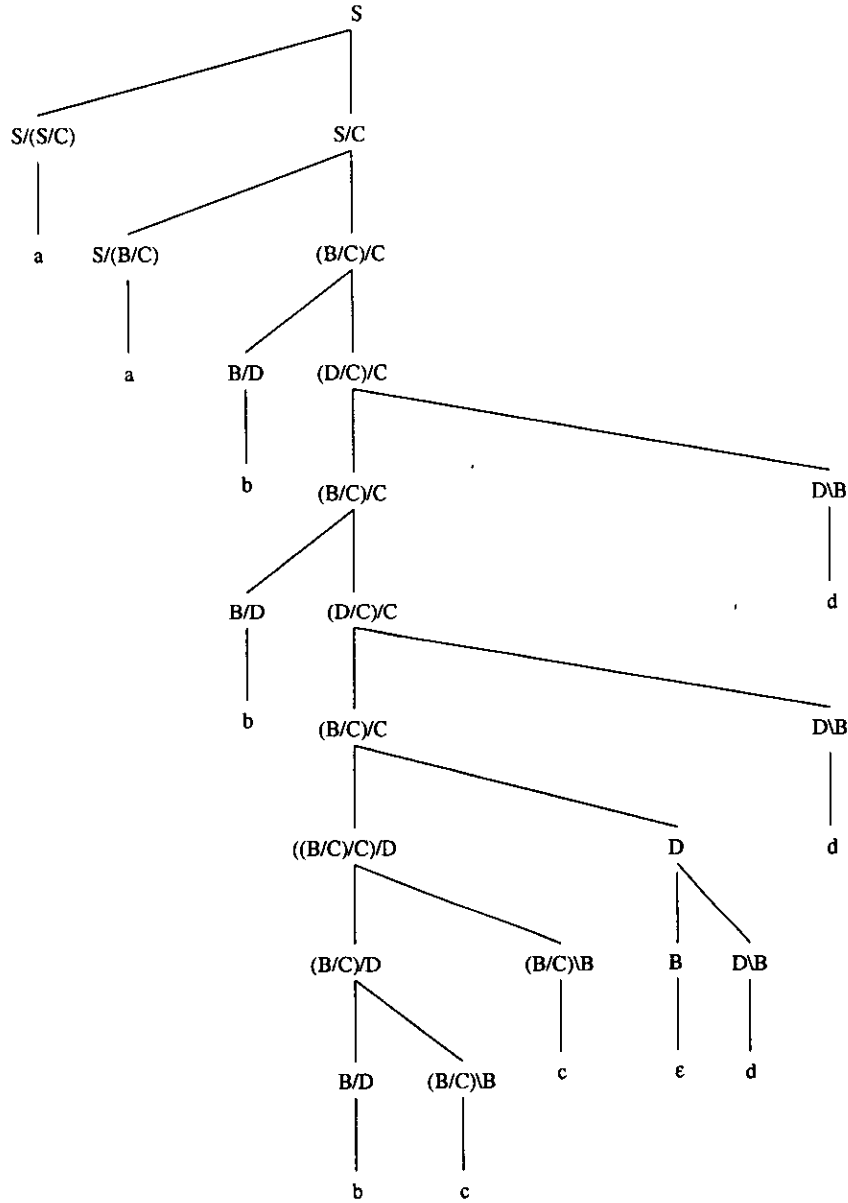 S
S/(S/C) S/C
a S/(B/C) (B/C)/C
a B/D (D/C)/C
b (B/C)/C D\B
B/D (D/C)/C d
b (B/C)/C D\B
((B/C)/C)/D D d
(B/C)/D (B/C)\B B D\B
B/D (B/C)\B c ϵ d
b c